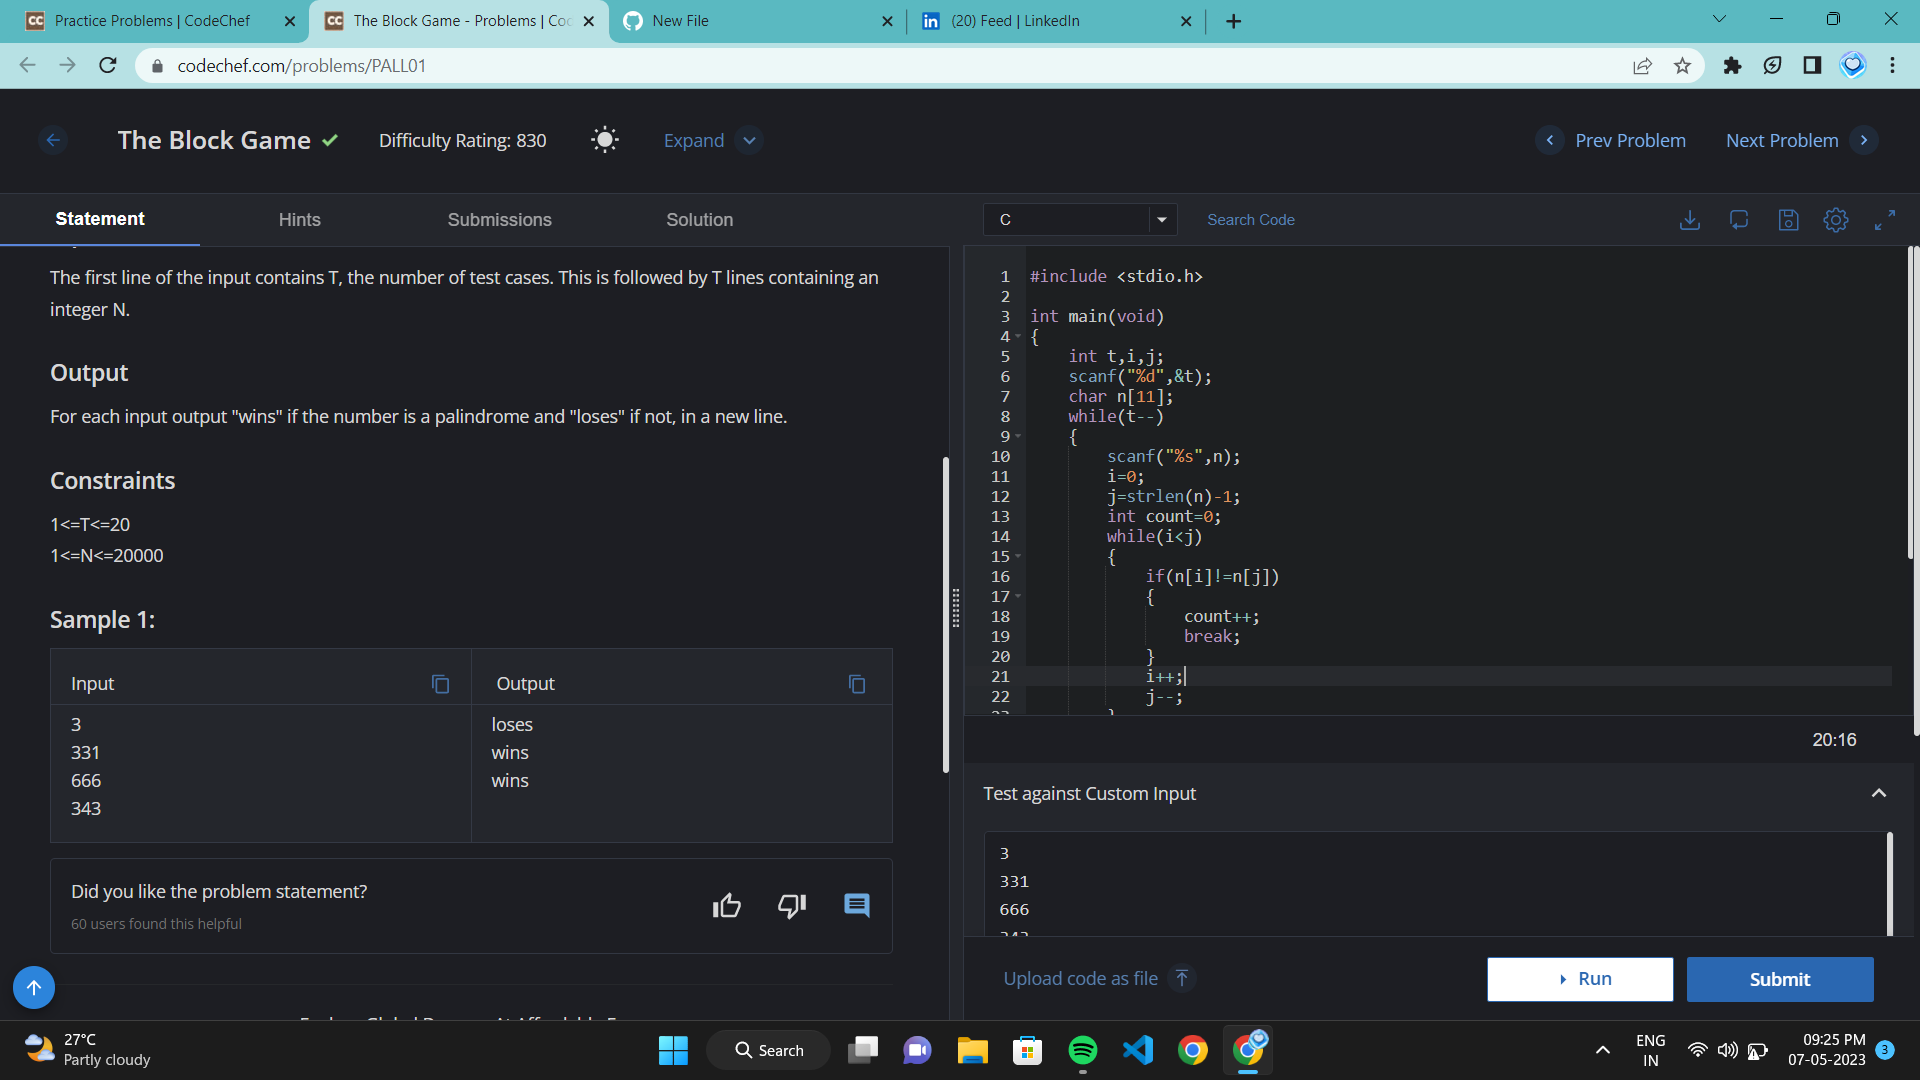 Practice Problems | CodeChef
The Block Game - Problems | Co
New File
(20) Feed | LinkedIn
codechef.com/problems/PALL01
The Block Game
Difficulty Rating: 830
Expand
Prev Problem
Next Problem
Statement
Hints
Submissions
Solution
The first line of the input contains T, the number of test cases. This is followed by T lines containing an
integer N.
Output
For each input output "wins" if the number is a palindrome and "loses" if not, in a new line.
Constraints
1<=T<=20
1<=N<=20000
Sample 1:
Input
Output
3
331
666
343
loses
wins
wins
Did you like the problem statement?
60 users found this helpful
C
Search Code
1 #include <stdio.h>
2
3 int main(void)
4 {
5 int t,i,j;
6 scanf("%d",&t);
7 char n[11];
8 while(t--)
9 {
10 scanf("%s",n);
11 i=0;
12 j=strlen(n)-1;
13 int count=0;
14 while(i<j)
15 {
16 if(n[i]!=n[j])
17 {
18 count++;
19 break;
20 }
21 i++;
22 j--;
20:16
Test against Custom Input
3
331
666
343
Upload code as file
Run
Submit
27°C
Partly cloudy
Search
ENG
IN
09:25 PM
07-05-2023
3